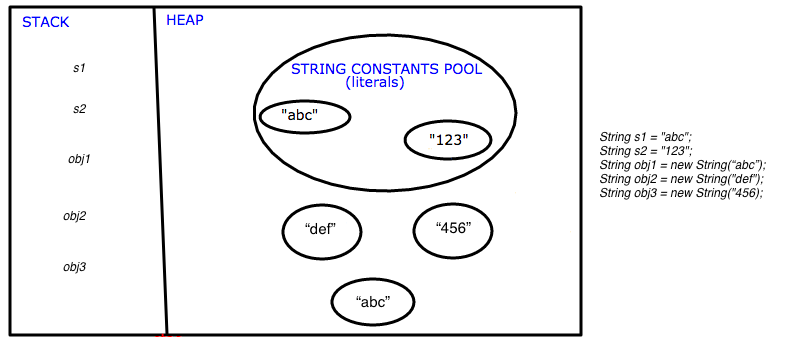 STACK
HEAP
s1
s2
obj1
obj2
obj3
STRING CONSTANTS POOL
(literals)
"abc"
"123"
“def”
“456”
“abc”
String s1 = "abc";
String s2 = "123";
String obj1 = new String(“abc”);
String obj2 = new String("def");
String obj3 = new String("456);